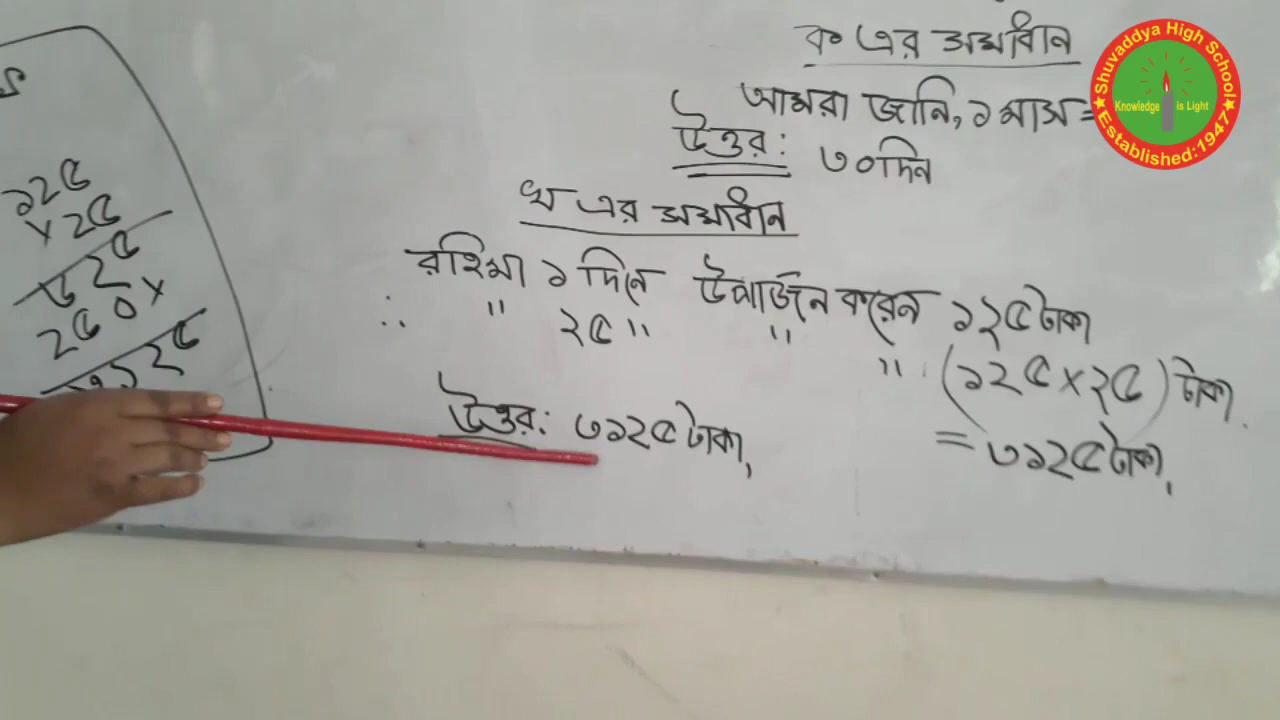 ক এর সমাধান
আমরা জানি, ১ মাস =
উত্তর: ৩০দিন
খ এর সমাধান
রহিমা ১ দিনে উপার্জন করেন ১২৫ টাকা
∴ " ২৫ " " " (১২৫ × ২৫) টাকা
= ৩১২৫ টাকা,
উত্তর: ৩১২৫ টাকা,
১২৫
× ২৫
৬২৫
২৫০×
৩১২৫
Shuvaddya High School
Knowledge is Light
Established:1947